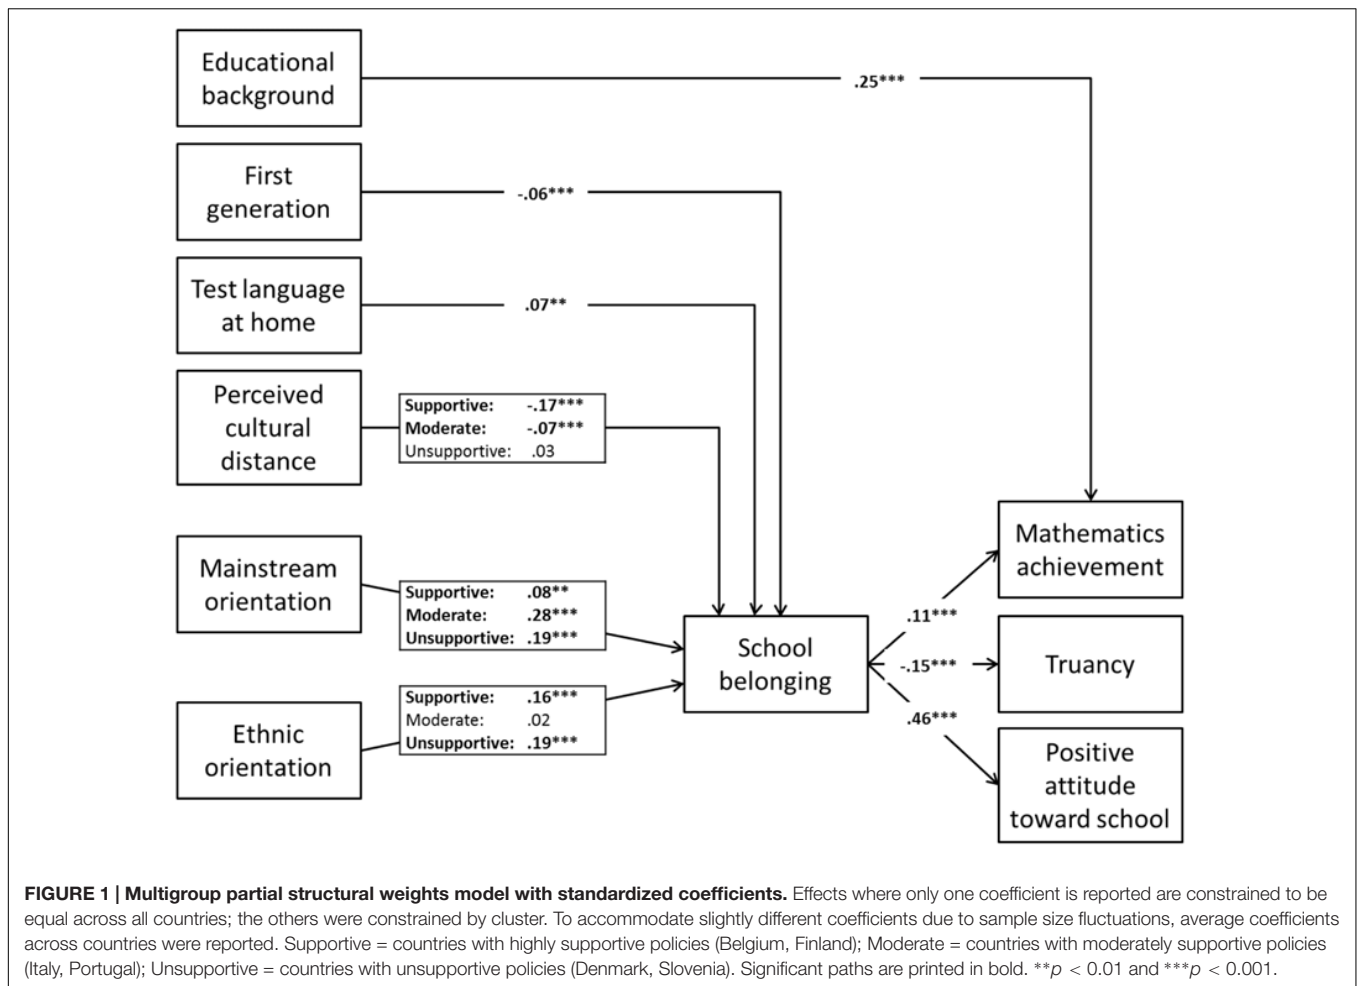 Educational
background
.25***
First
generation
-.06***
Test language
at home
.07**
Perceived
cultural
distance
Supportive: -.17***
Moderate: -.07***
Unsupportive: .03
Mainstream
orientation
Supportive: .08**
Moderate: .28***
Unsupportive: .19***
Ethnic
orientation
Supportive: .16***
Moderate: .02
Unsupportive: .19***
School
belonging
.11***
-.15***
.46***
Mathematics
achievement
Truancy
Positive
attitude
toward school
FIGURE 1 | Multigroup partial structural weights model with standardized coefficients. Effects where only one coefficient is reported are constrained to be
equal across all countries; the others were constrained by cluster. To accommodate slightly different coefficients due to sample size fluctuations, average coefficients
across countries were reported. Supportive = countries with highly supportive policies (Belgium, Finland); Moderate = countries with moderately supportive policies
(Italy, Portugal); Unsupportive = countries with unsupportive policies (Denmark, Slovenia). Significant paths are printed in bold. **p < 0.01 and ***p < 0.001.